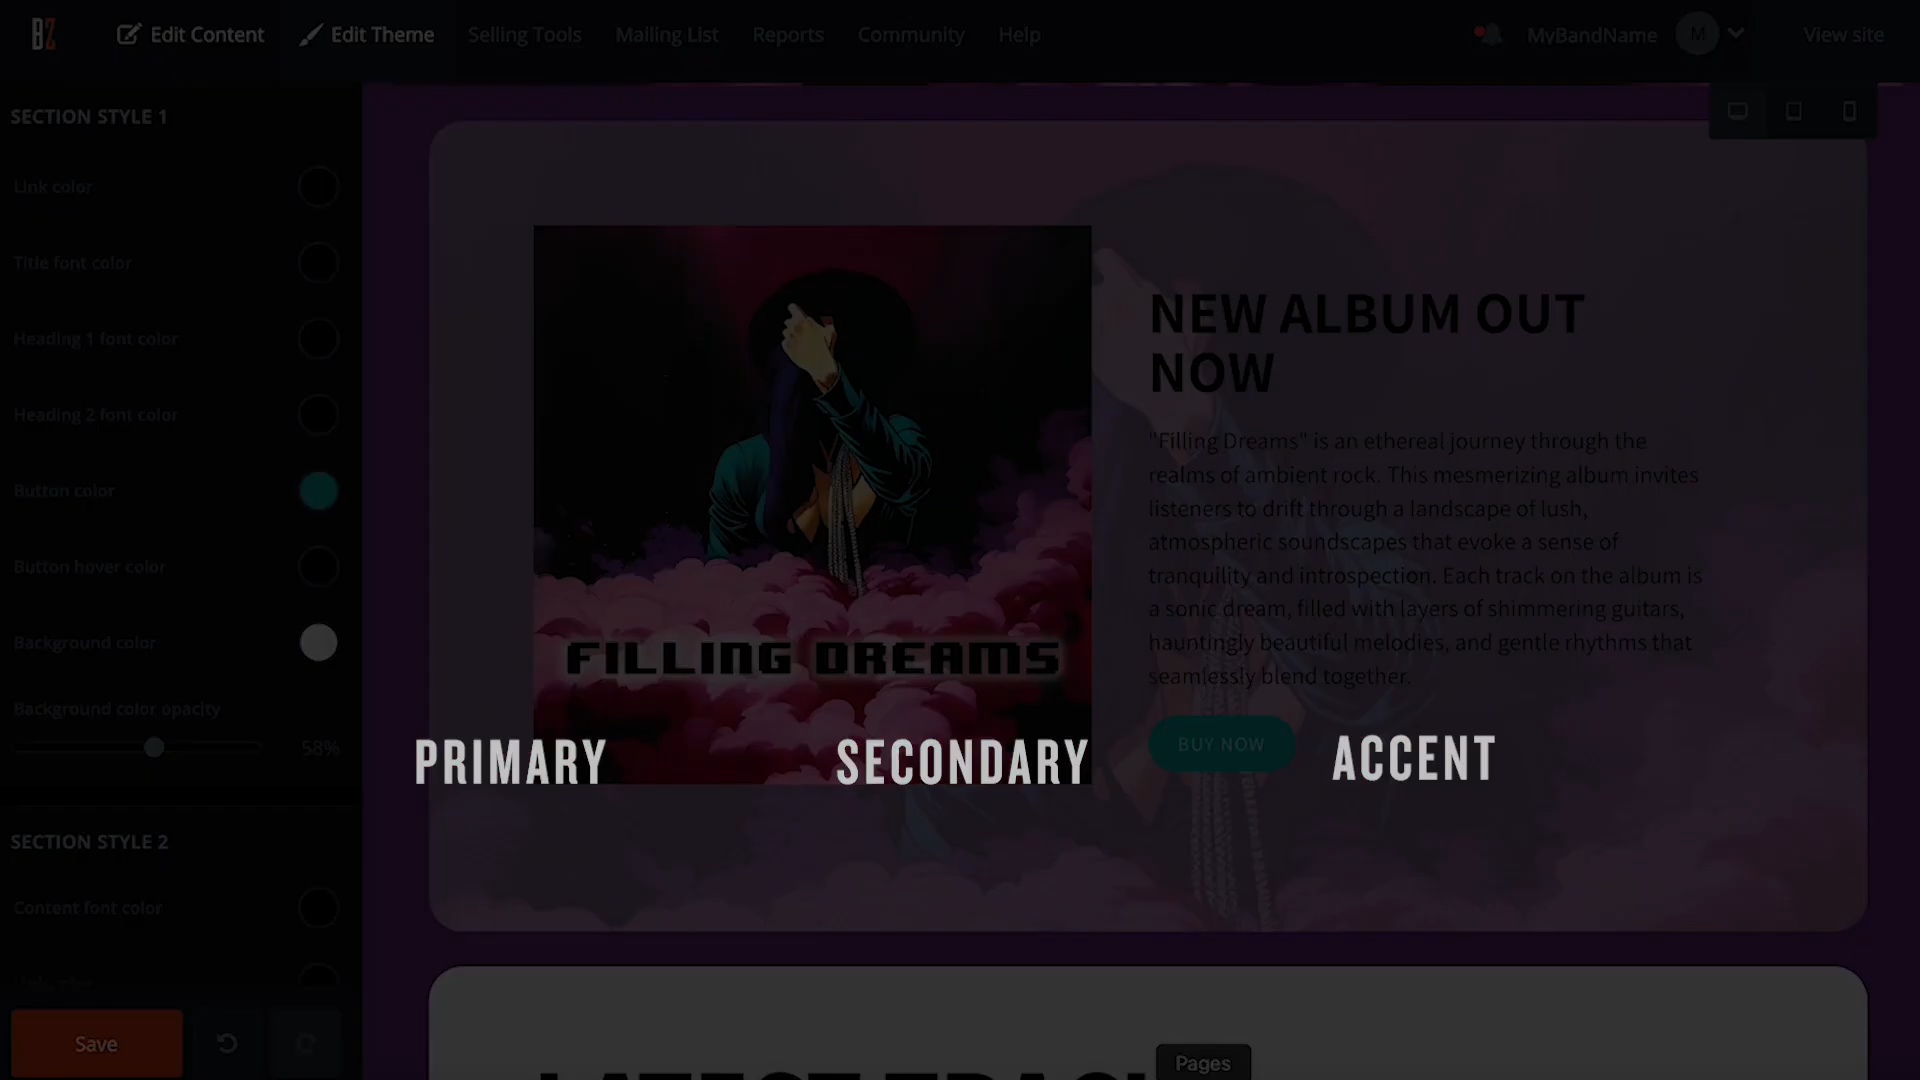 BZ
Edit Content
Edit Theme
Selling Tools
Mailing List
Reports
Community
Help
MyBandName
M
View site
SECTION STYLE 1
Link color
Title font color
Heading 1 font color
Heading 2 font color
Button color
Button hover color
Background color
Background color opacity
58%
SECTION STYLE 2
Content font color
Save
FILLING DREAMS
NEW ALBUM OUT
NOW
"Filling Dreams" is an ethereal journey through the
realms of ambient rock. This mesmerizing album invites
listeners to drift through a landscape of lush,
atmospheric soundscapes that evoke a sense of
tranquility and introspection. Each track on the album is
a sonic dream, filled with layers of shimmering guitars,
hauntingly beautiful melodies, and gentle rhythms that
seamlessly blend together.
BUY NOW
PRIMARY
SECONDARY
ACCENT
Pages